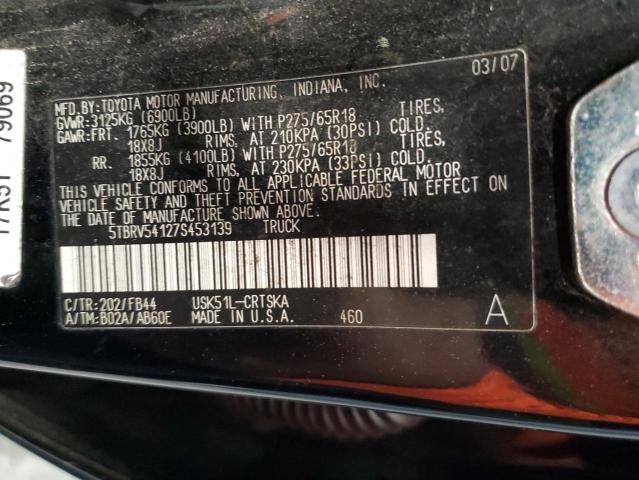 MFD.BY:TOYOTA MOTOR MANUFACTURING, INDIANA, INC. 03/07
GVWR:3125KG (6900LB)
GAWR:FRT. 1765KG (3900LB) WITH P275/65R18 TIRES,
18X8J RIMS, AT 210KPA (30PSI) COLD
RR. 1855KG (4100LB) WITH P275/65R18 TIRES,
18X8J RIMS, AT 230KPA (33PSI) COLD.
THIS VEHICLE CONFORMS TO ALL APPLICABLE FEDERAL MOTOR
VEHICLE SAFETY AND THEFT PREVENTION STANDARDS IN EFFECT ON
THE DATE OF MANUFACTURE SHOWN ABOVE.
5TBRV54127S453139 TRUCK
C/TR:202/FB44 USK51L-CRTSKA
A/TM:B02A/AB60E MADE IN U.S.A. 460 A
79069